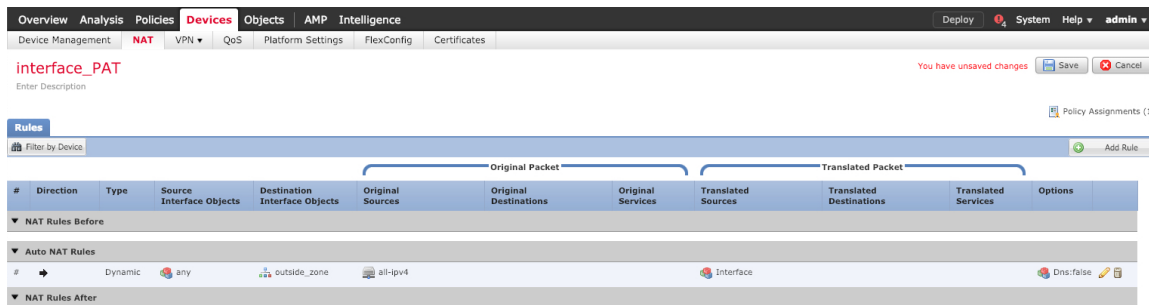 Overview Analysis Policies Devices Objects AMP Intelligence Deploy 4 System Help admin
Device Management NAT VPN QoS Platform Settings FlexConfig Certificates
interface_PAT You have unsaved changes Save Cancel
Enter Description
Policy Assignments (
Rules
Filter by Device Add Rule
Original Packet Translated Packet
# Direction Type Source Interface Objects Destination Interface Objects Original Sources Original Destinations Original Services Translated Sources Translated Destinations Translated Services Options
NAT Rules Before
Auto NAT Rules
# Dynamic any outside_zone all-ipv4 Interface Dns:false
NAT Rules After